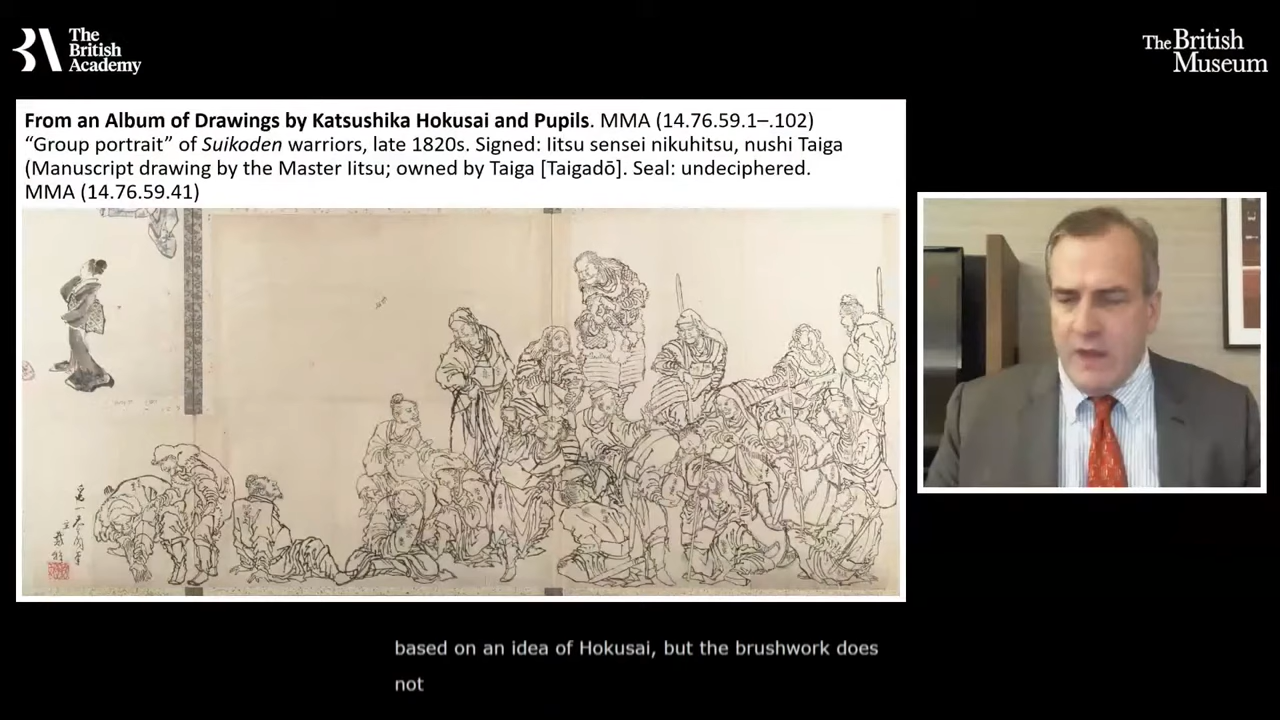 The
British
Academy
The British
Museum
From an Album of Drawings by Katsushika Hokusai and Pupils. MMA (14.76.59.1–.102)
“Group portrait” of Suikoden warriors, late 1820s. Signed: Iitsu sensei nikuhitsu, nushi Taiga
(Manuscript drawing by the Master Iitsu; owned by Taiga [Taigadō]. Seal: undeciphered.
MMA (14.76.59.41)
based on an idea of Hokusai, but the brushwork does
not